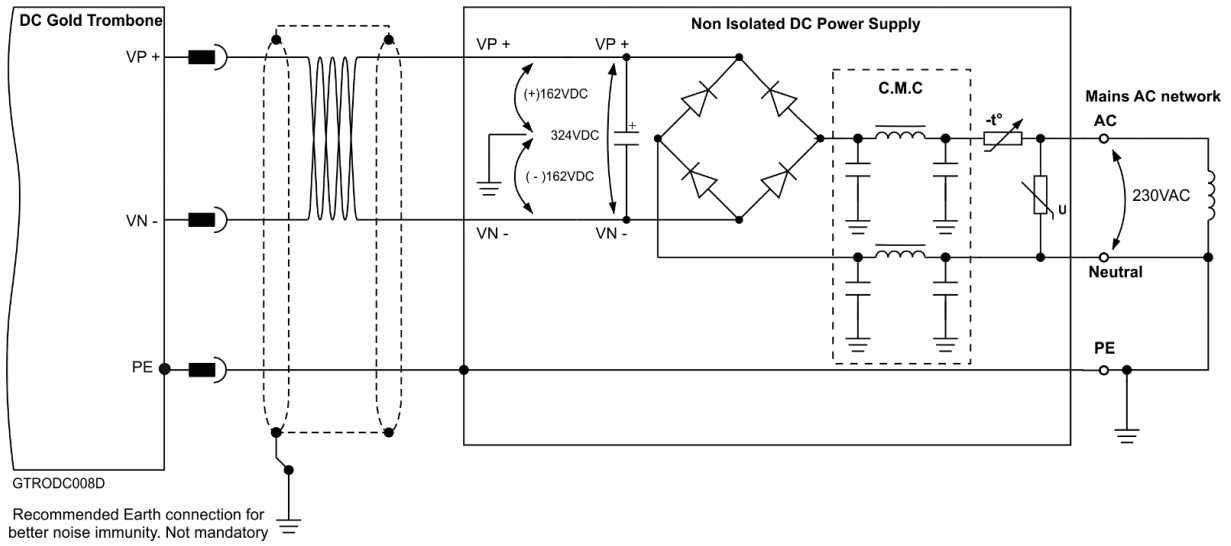 DC Gold Trombone
Non Isolated DC Power Supply
VP +
VP +
VP +
C.M.C
Mains AC network
(+)162VDC
-t°
AC
+
324VDC
(-)162VDC
230VAC
U
VN -
VN -
VN -
Neutral
PE
PE
GTRODC008D
Recommended Earth connection for
better noise immunity. Not mandatory